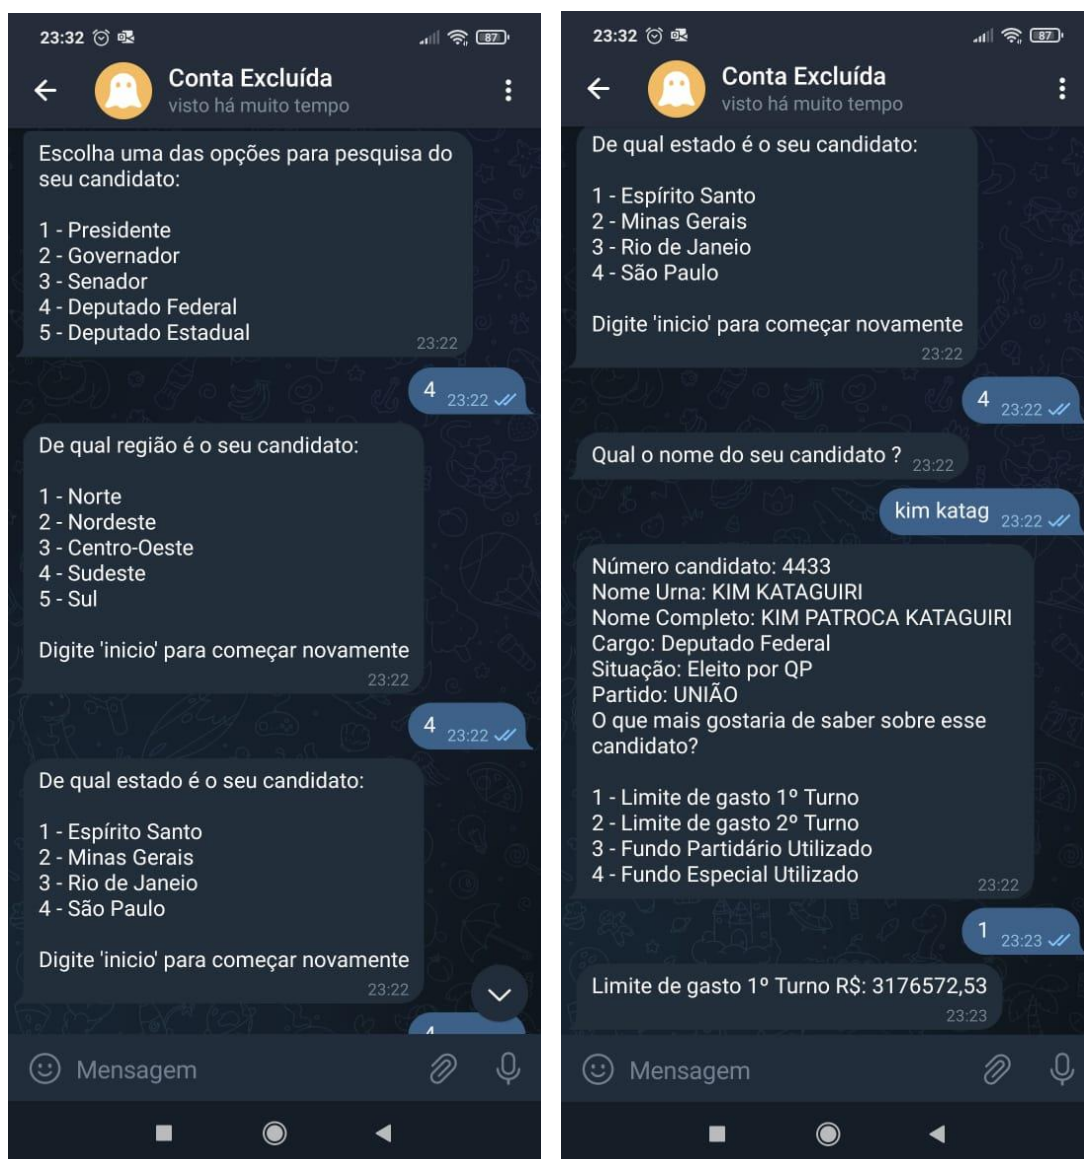 23:32
87
Conta Excluída
visto há muito tempo
Escolha uma das opções para pesquisa do
seu candidato:
1 - Presidente
2 - Governador
3 - Senador
4 - Deputado Federal
5 - Deputado Estadual
23:22
4 23:22
De qual região é o seu candidato:
1 - Norte
2 - Nordeste
3 - Centro-Oeste
4 - Sudeste
5 - Sul
Digite 'inicio' para começar novamente
23:22
4 23:22
De qual estado é o seu candidato:
1 - Espírito Santo
2 - Minas Gerais
3 - Rio de Janeio
4 - São Paulo
Digite 'inicio' para começar novamente
23:22
4
Mensagem
23:32
87
Conta Excluída
visto há muito tempo
De qual estado é o seu candidato:
1 - Espírito Santo
2 - Minas Gerais
3 - Rio de Janeio
4 - São Paulo
Digite 'inicio' para começar novamente
23:22
4 23:22
Qual o nome do seu candidato ? 23:22
kim katag 23:22
Número candidato: 4433
Nome Urna: KIM KATAGUIRI
Nome Completo: KIM PATROCA KATAGUIRI
Cargo: Deputado Federal
Situação: Eleito por QP
Partido: UNIÃO
O que mais gostaria de saber sobre esse
candidato?
1 - Limite de gasto 1º Turno
2 - Limite de gasto 2º Turno
3 - Fundo Partidário Utilizado
4 - Fundo Especial Utilizado
23:22
1 23:23
Limite de gasto 1º Turno R$: 3176572,53
23:23
Mensagem